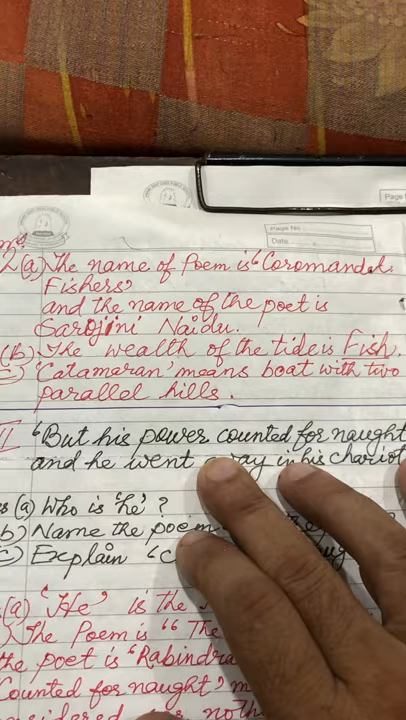 Page No.
Date
Page
2(a) The name of Poem is "Coromandel
Fishers"
and the name of the poet is
Sarojini Naidu.
(b) The wealth of the tide is Fish.
'Catamaran' means boat with two
parallel hills.
"But his power counted for naught
and he went away in his chariot
(a) Who is 'he'?
b) Name the poem
(c) Explain "C
(a) 'He' is the
) The Poem is "The
the poet is "Rabindra
Counted for naught' m